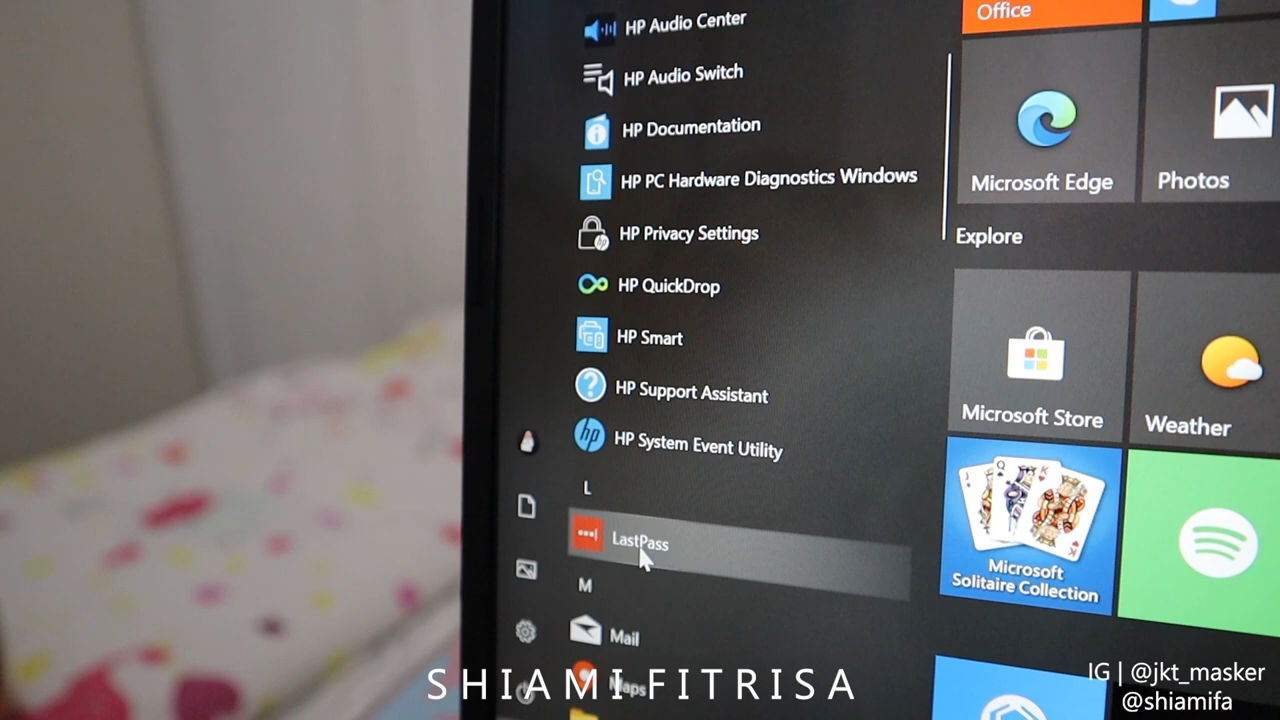 HP Audio Center
HP Audio Switch
HP Documentation
HP PC Hardware Diagnostics Windows
HP Privacy Settings
HP QuickDrop
HP Smart
HP Support Assistant
hp
HP System Event Utility
L
LastPass
M
Mail
Maps
Office
Microsoft Edge
Photos
Explore
Microsoft Store
Weather
Microsoft
Solitaire Collection
SHIAMI FITRISA
IG | @jkt_masker
@shiamifa